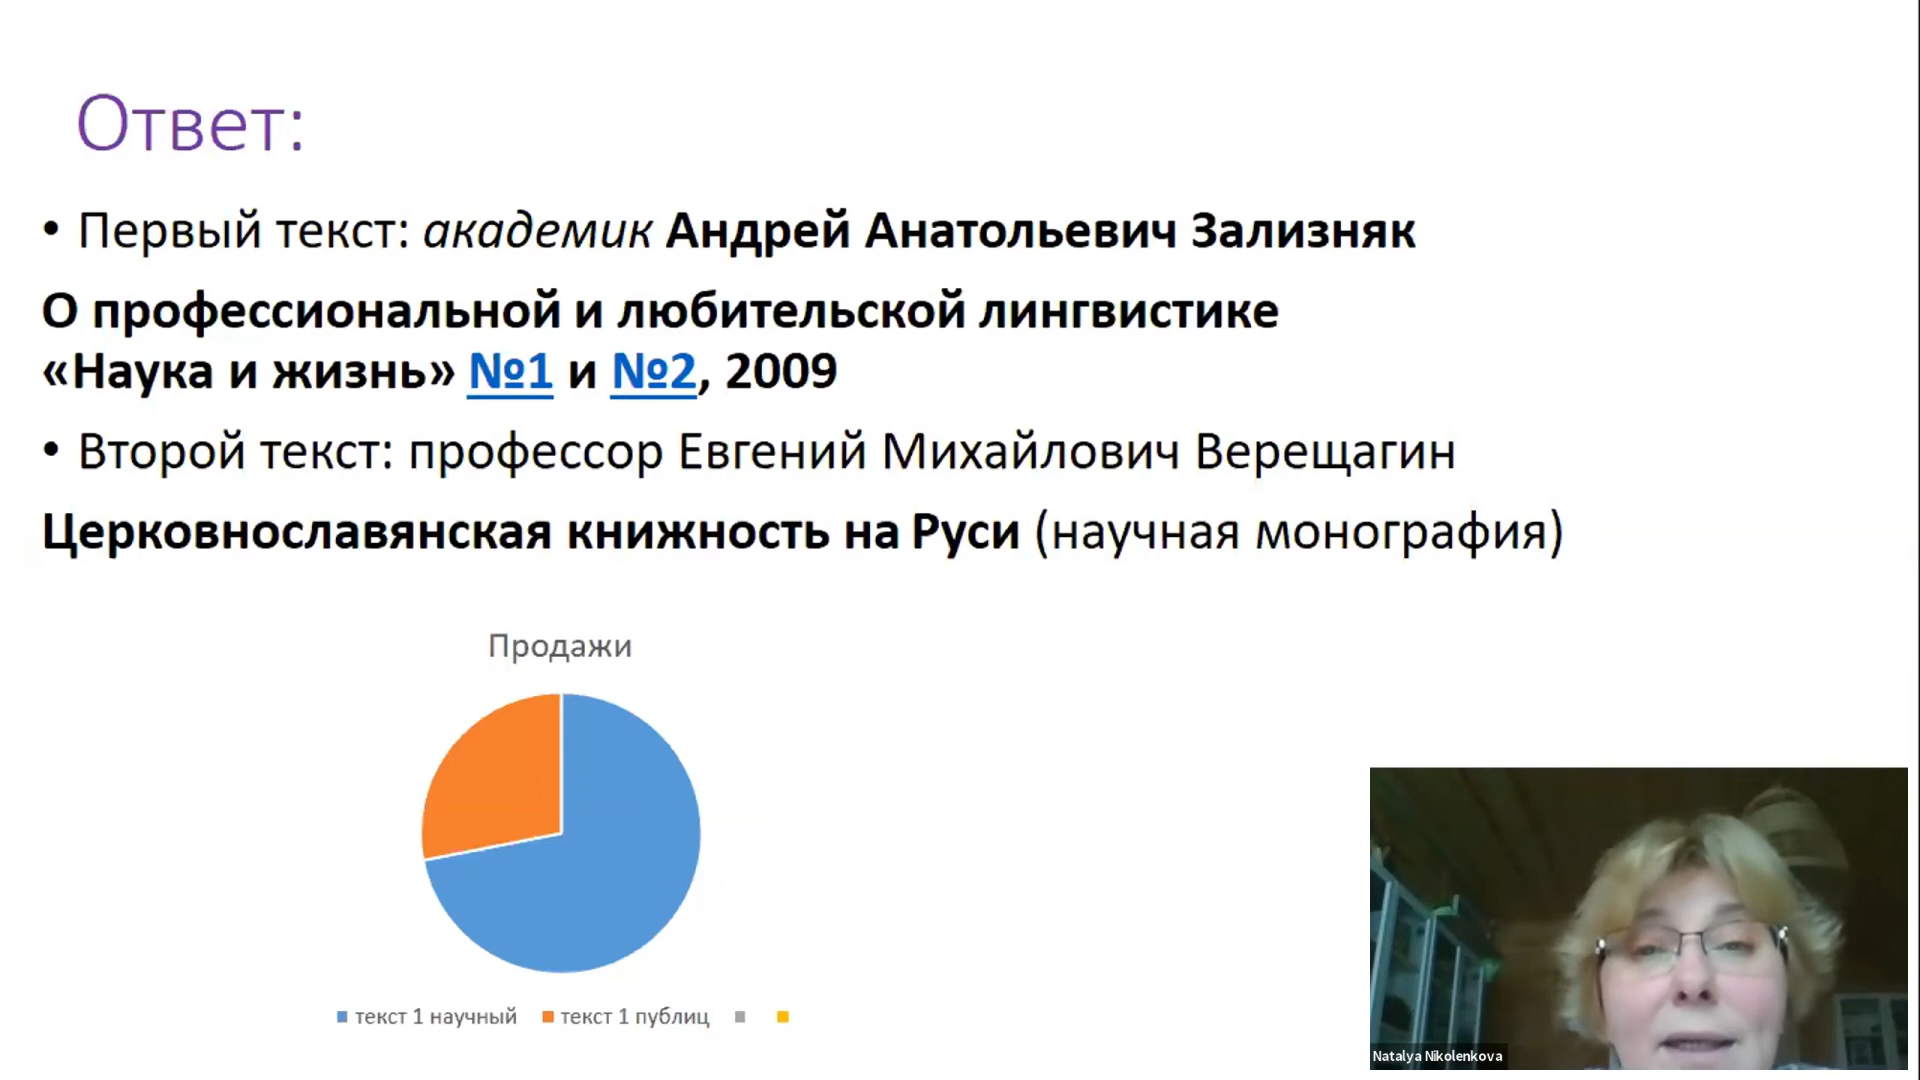 Ответ:
• Первый текст: академик Андрей Анатольевич Зализняк
О профессиональной и любительской лингвистике
«Наука и жизнь» №1 и №2, 2009
• Второй текст: профессор Евгений Михайлович Верещагин
Церковнославянская книжность на Руси (научная монография)
Продажи
текст 1 научный текст 1 публиц
Natalya Nikolenkova